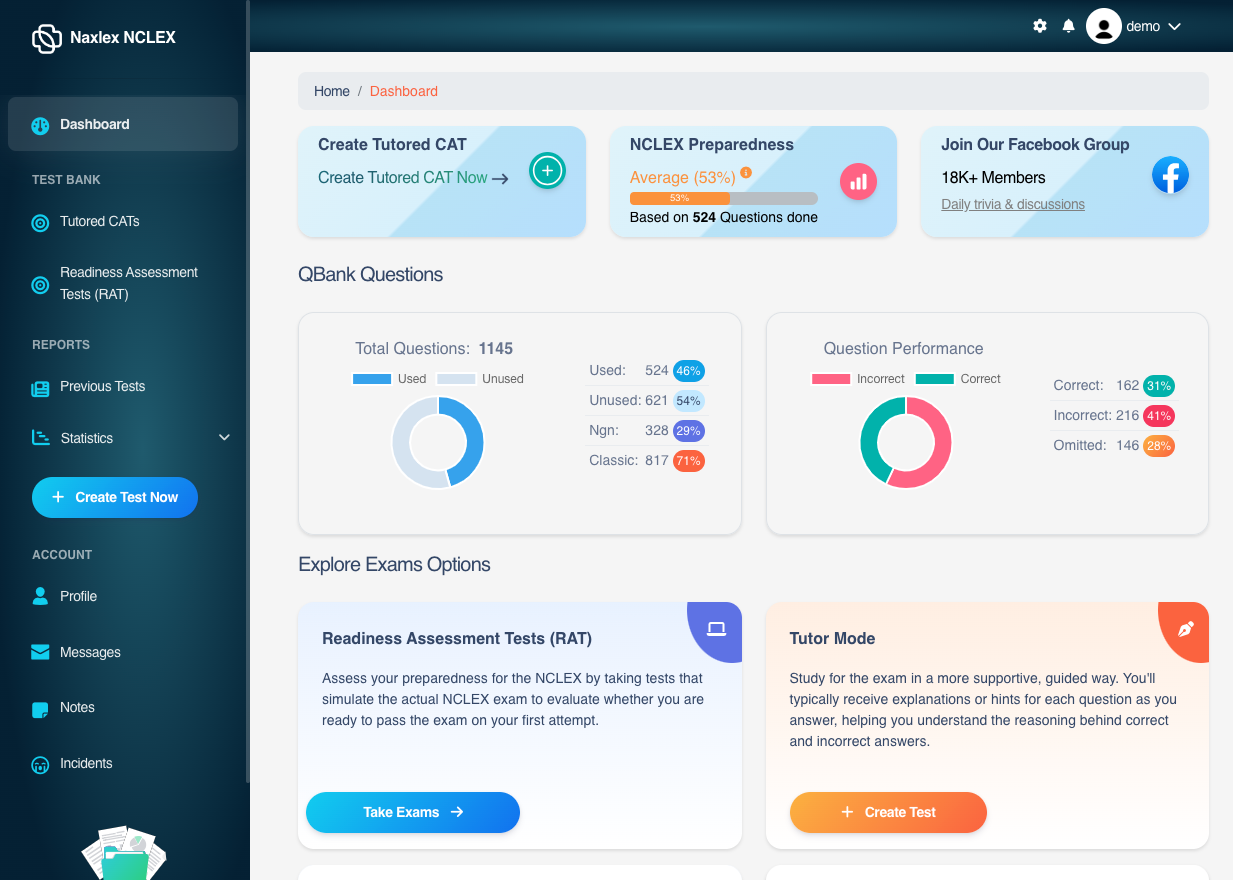 Naxlex NCLEX
demo
Dashboard
TEST BANK
Tutored CATs
Readiness Assessment
Tests (RAT)
REPORTS
Previous Tests
Statistics
+ Create Test Now
ACCOUNT
Profile
Messages
Notes
Incidents
Home / Dashboard
Create Tutored CAT
Create Tutored CAT Now →
NCLEX Preparedness
Average (53%)
53%
Based on 524 Questions done
Join Our Facebook Group
18K+ Members
Daily trivia & discussions
QBank Questions
Total Questions: 1145
Used Unused
Used: 524 46%
Unused: 621 54%
Ngn: 328 29%
Classic: 817 71%
Question Performance
Incorrect Correct
Correct: 162 31%
Incorrect: 216 41%
Omitted: 146 28%
Explore Exams Options
Readiness Assessment Tests (RAT)
Assess your preparedness for the NCLEX by taking tests that
simulate the actual NCLEX exam to evaluate whether you are
ready to pass the exam on your first attempt.
Take Exams →
Tutor Mode
Study for the exam in a more supportive, guided way. You'll
typically receive explanations or hints for each question as you
answer, helping you understand the reasoning behind correct
and incorrect answers.
+ Create Test